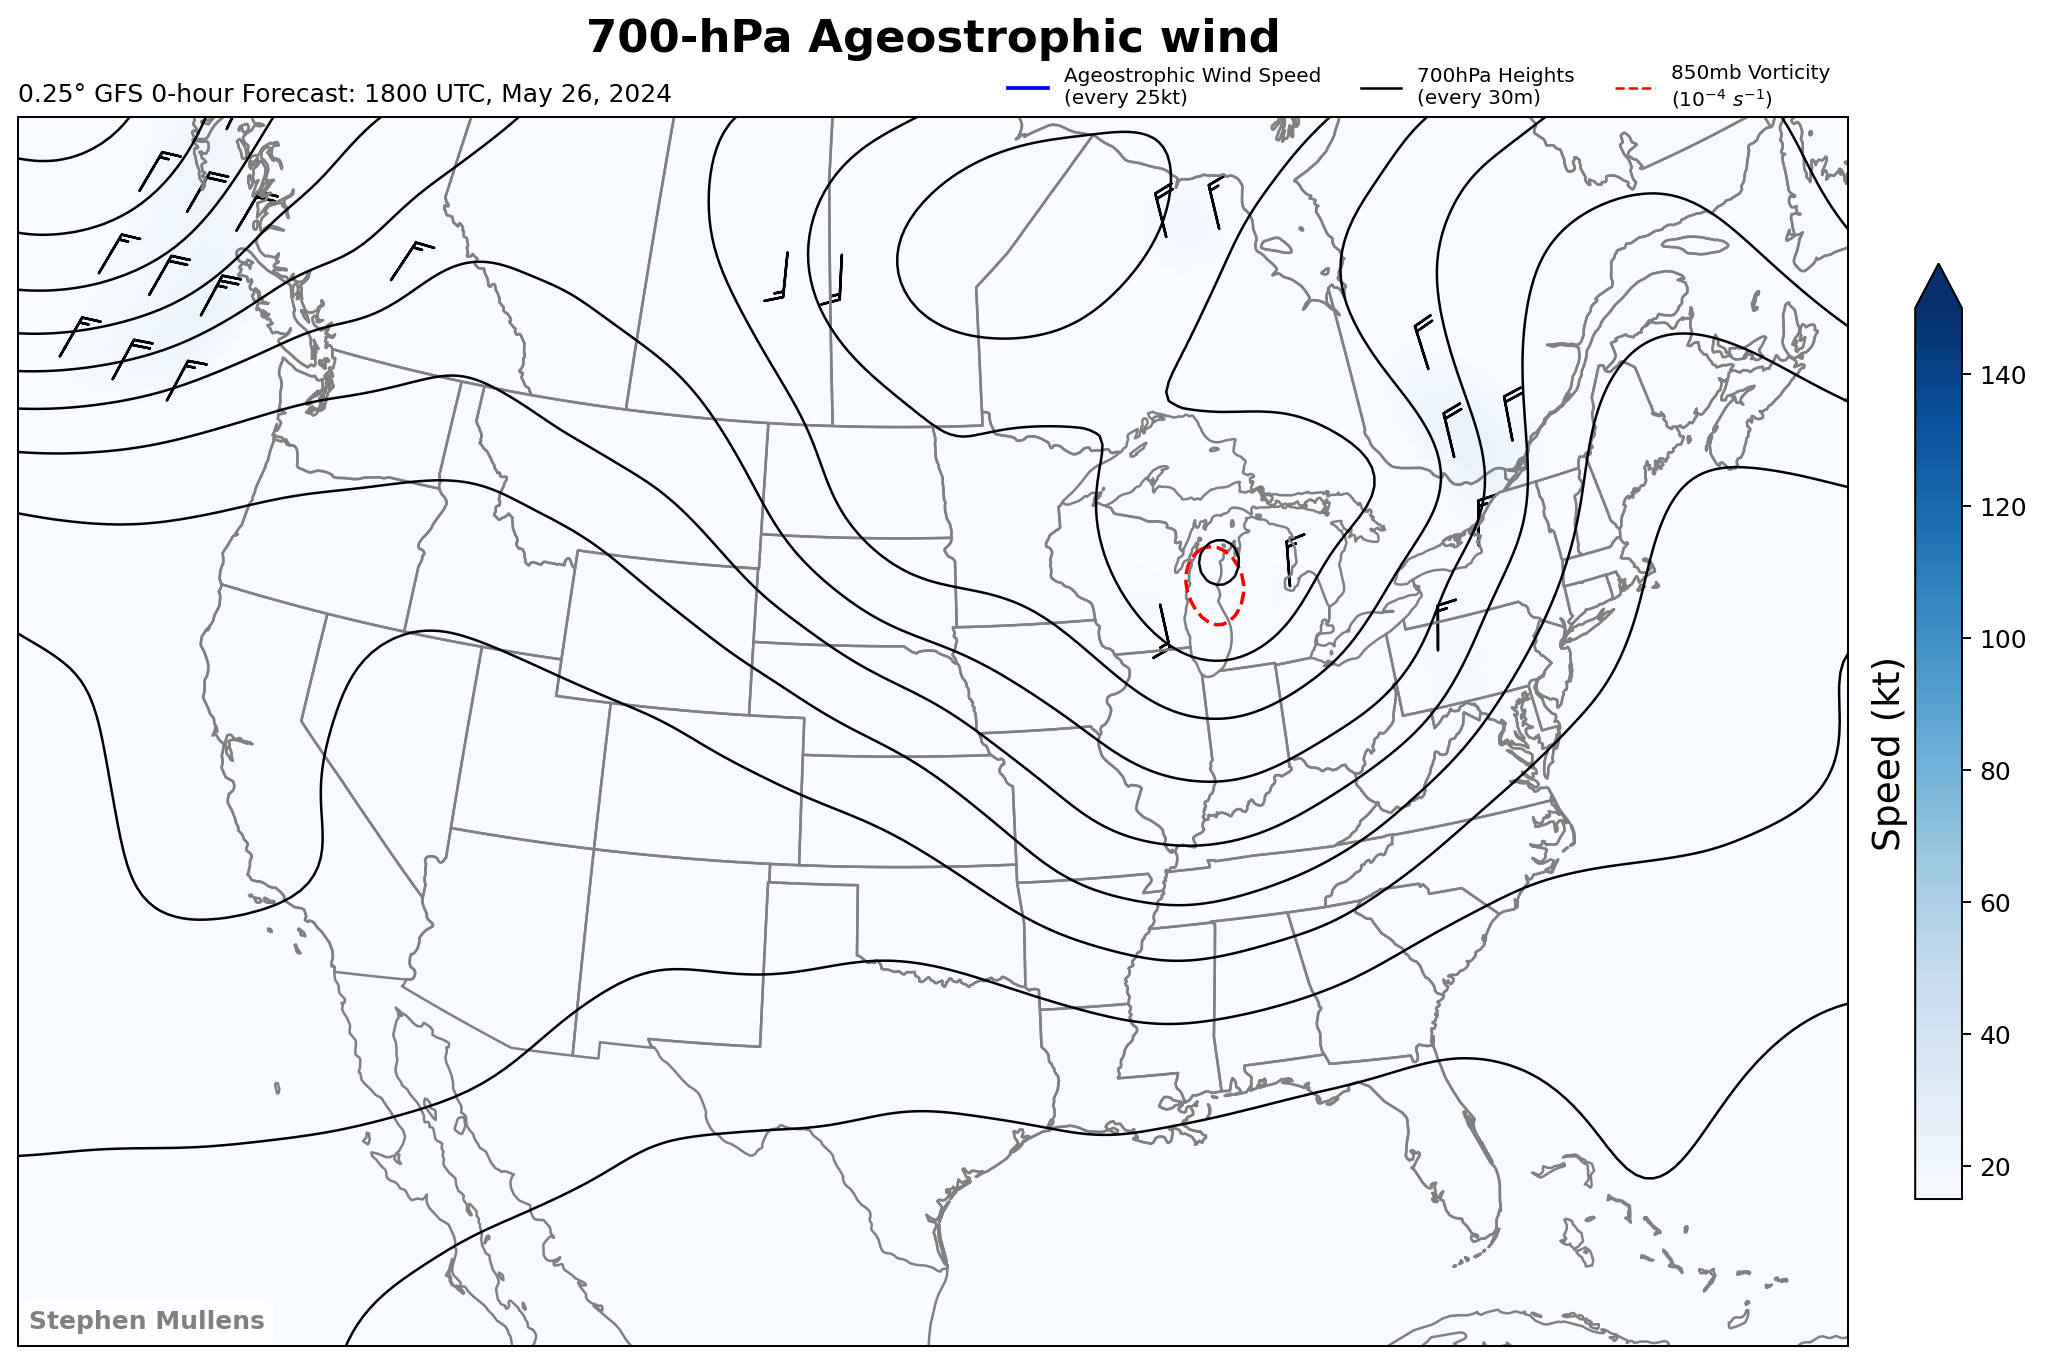 700-hPa Ageostrophic wind
0.25° GFS 0-hour Forecast: 1800 UTC, May 26, 2024
Ageostrophic Wind Speed
(every 25kt)
700hPa Heights
(every 30m)
850mb Vorticity
(10⁻⁴ s⁻¹)
140
120
100
80
60
40
20
Speed (kt)
Stephen Mullens